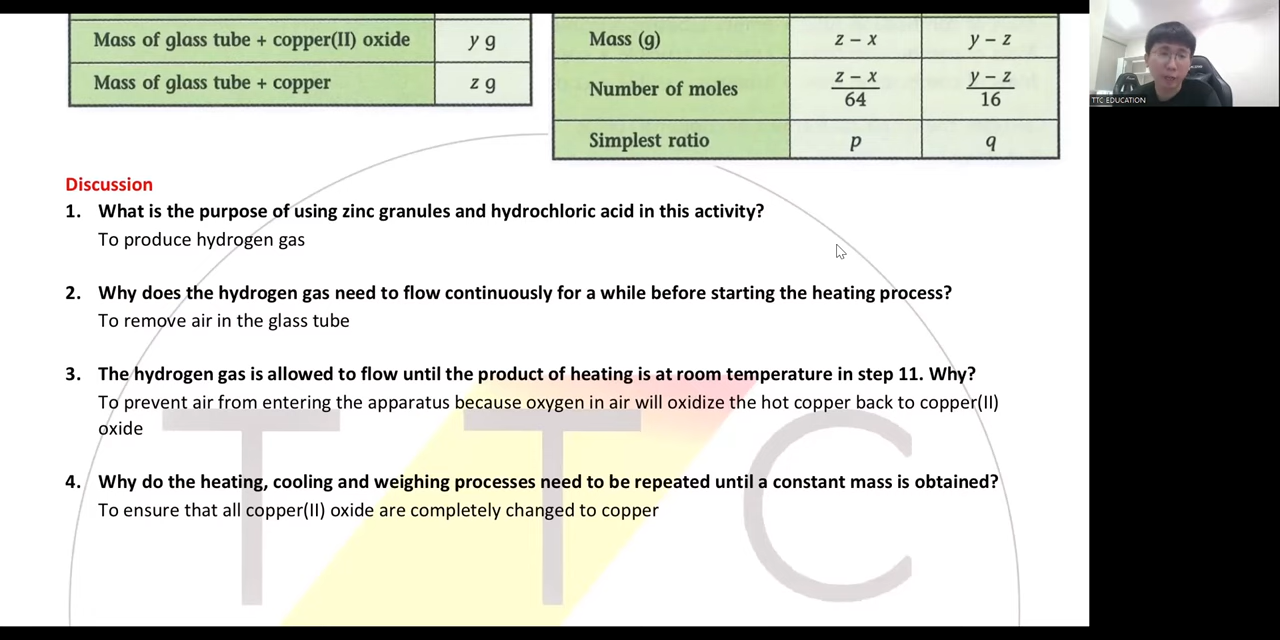 Mass of glass tube + copper(II) oxide y g
Mass of glass tube + copper z g
Mass (g) z − x y − z
Number of moles z − x / 64 y − z / 16
Simplest ratio p q
TTC EDUCATION
Discussion
1. What is the purpose of using zinc granules and hydrochloric acid in this activity?
To produce hydrogen gas
2. Why does the hydrogen gas need to flow continuously for a while before starting the heating process?
To remove air in the glass tube
3. The hydrogen gas is allowed to flow until the product of heating is at room temperature in step 11. Why?
To prevent air from entering the apparatus because oxygen in air will oxidize the hot copper back to copper(II)
oxide
4. Why do the heating, cooling and weighing processes need to be repeated until a constant mass is obtained?
To ensure that all copper(II) oxide are completely changed to copper
TTC